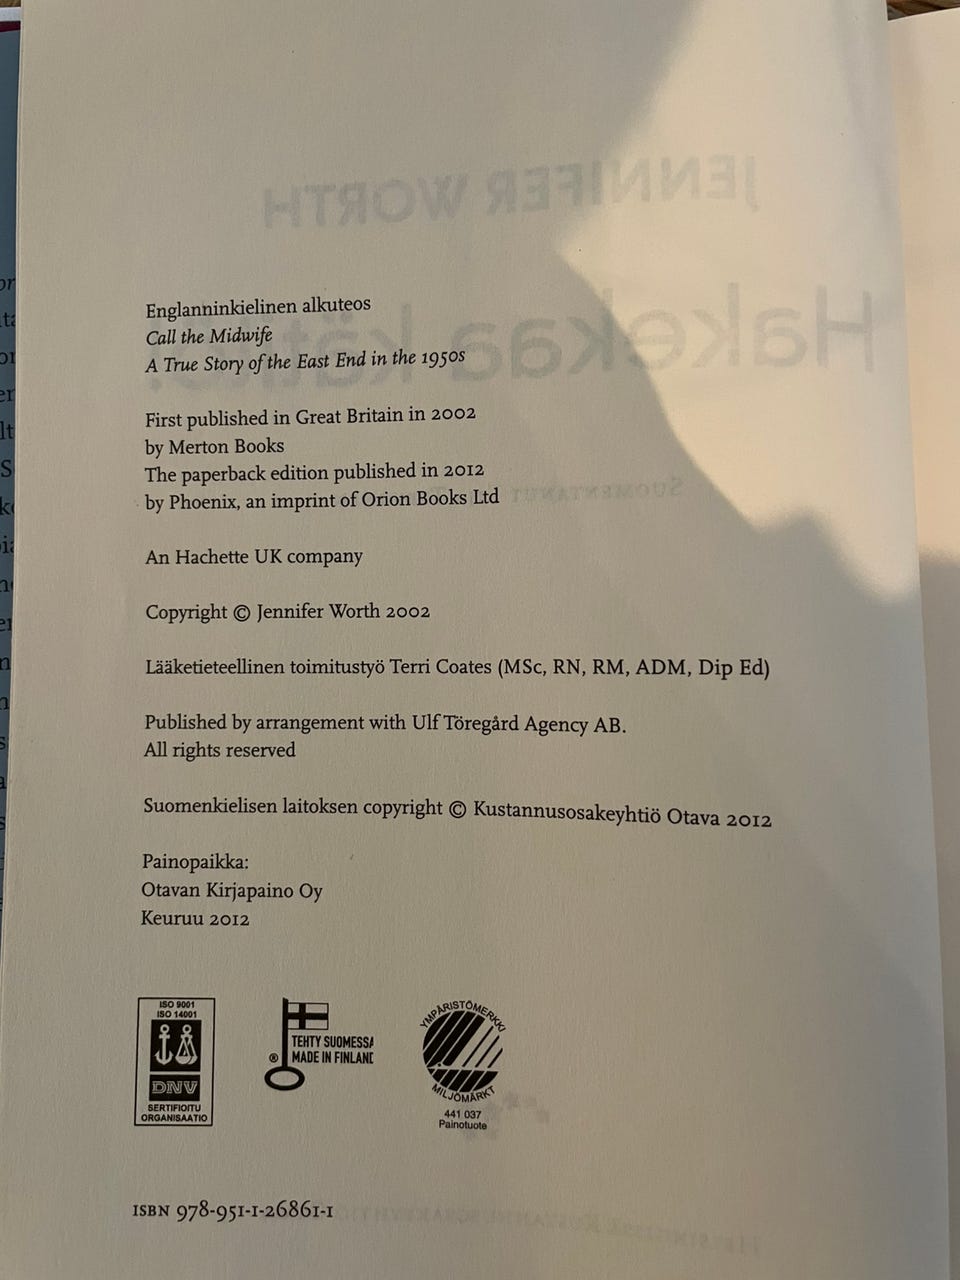 JENNIFER WORTH
Hakekaa kätilö!
SUOMENTANUT
Englanninkielinen alkuteos
Call the Midwife
A True Story of the East End in the 1950s
First published in Great Britain in 2002
by Merton Books
The paperback edition published in 2012
by Phoenix, an imprint of Orion Books Ltd
An Hachette UK company
Copyright © Jennifer Worth 2002
Lääketieteellinen toimitustyö Terri Coates (MSc, RN, RM, ADM, Dip Ed)
Published by arrangement with Ulf Töregård Agency AB.
All rights reserved
Suomenkielisen laitoksen copyright © Kustannusosakeyhtiö Otava 2012
Painopaikka:
Otavan Kirjapaino Oy
Keuruu 2012
ISO 9001
ISO 14001
DNV
SERTIFIOITU
ORGANISAATIO
TEHTY SUOMESSA
® MADE IN FINLAND
YMPÄRISTÖMERKKI
MILJÖMÄRKT
441 037
Painotuote
ISBN 978-951-1-26861-1